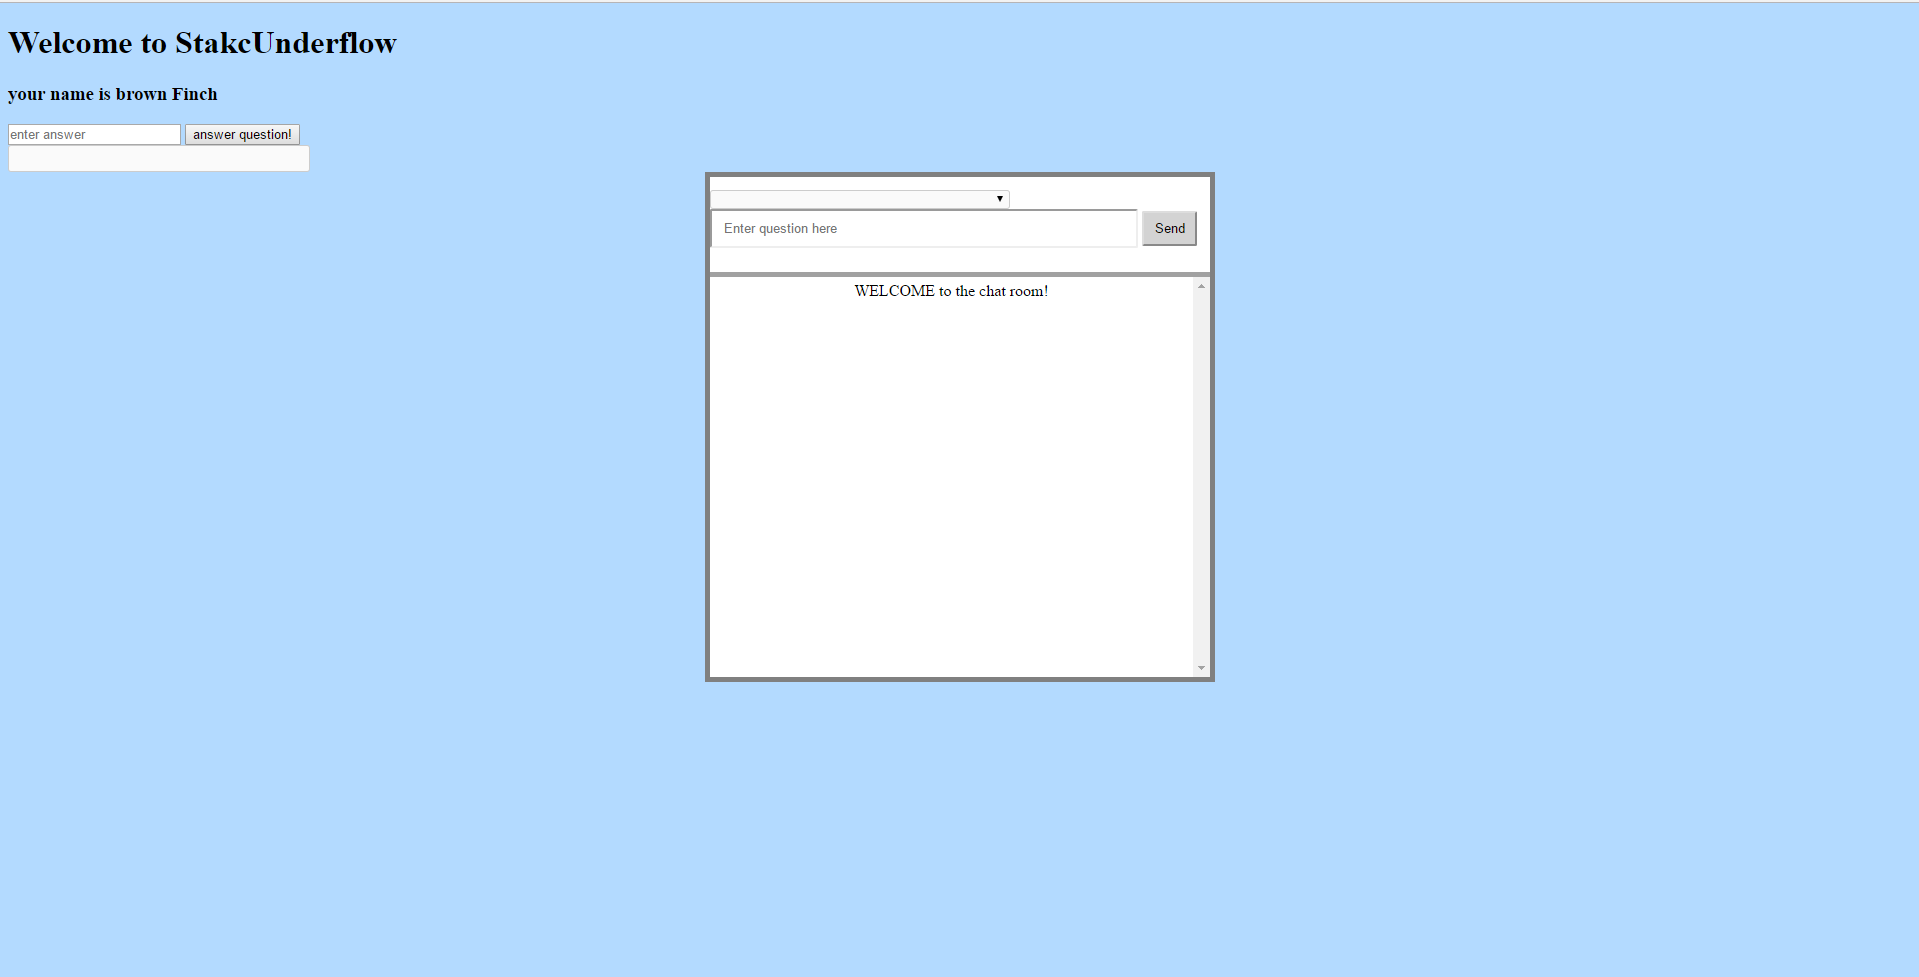 Welcome to StakcUnderflow
your name is brown Finch
enter answer answer question!
Enter question here Send
WELCOME to the chat room!